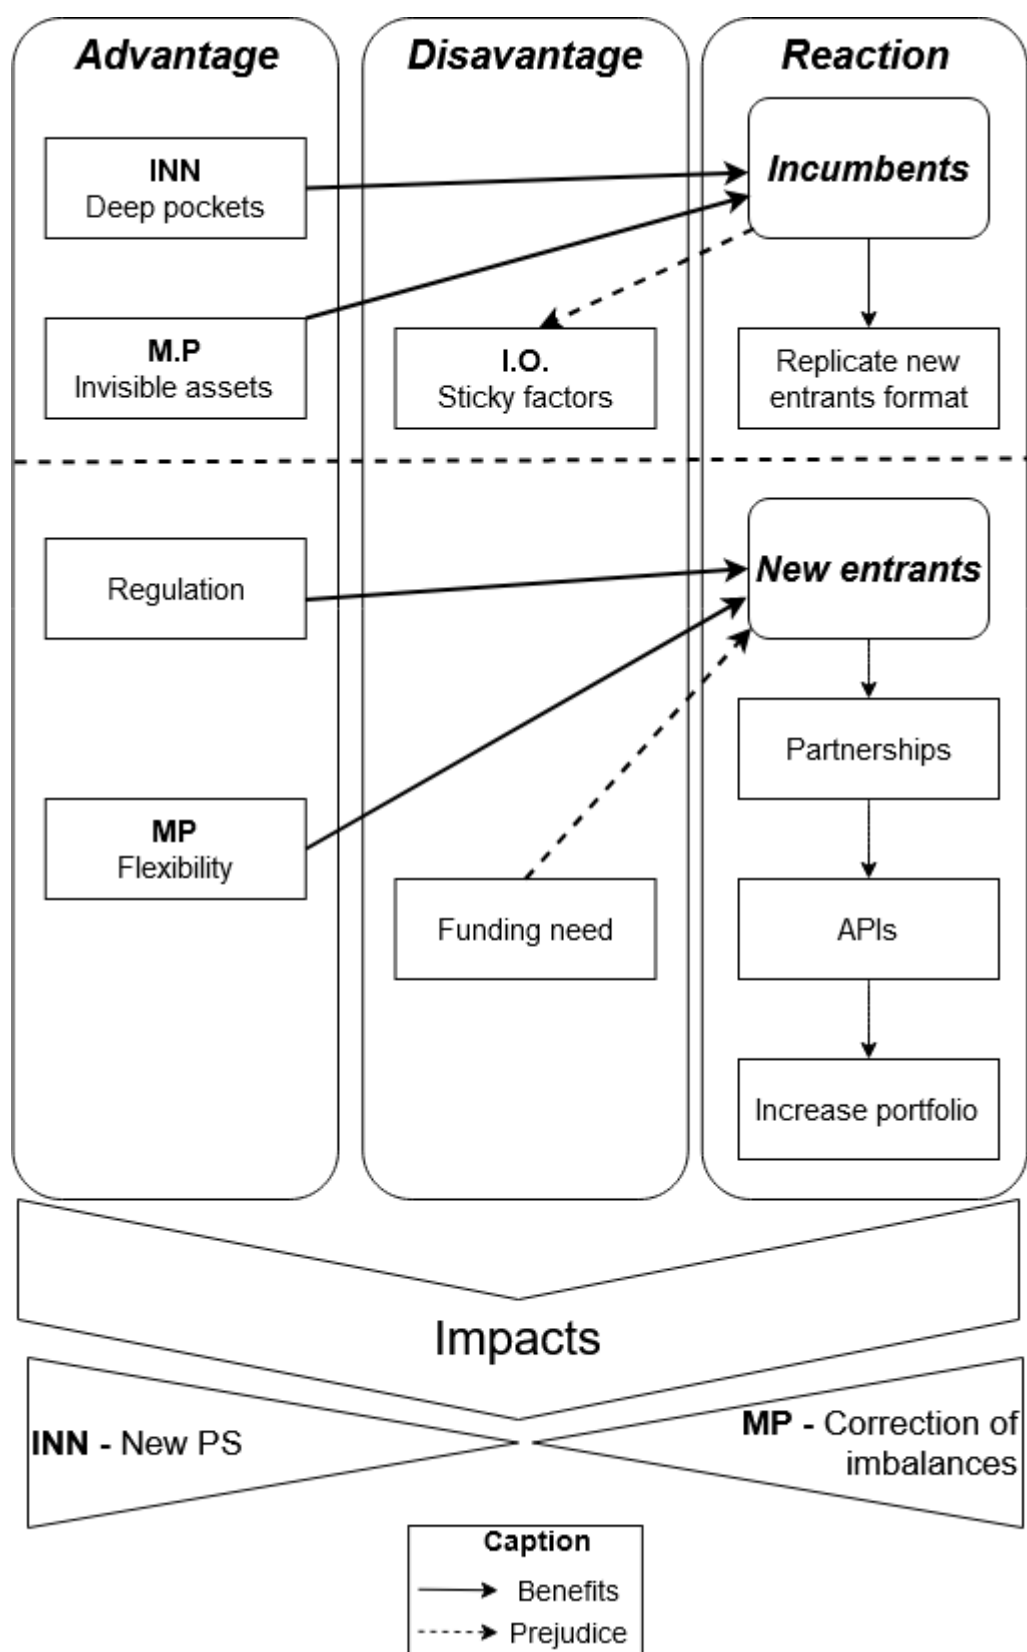 Advantage
Disavantage
Reaction
INN
Deep pockets
Incumbents
M.P
Invisible assets
I.O.
Sticky factors
Replicate new
entrants format
Regulation
New entrants
Partnerships
MP
Flexibility
Funding need
APIs
Increase portfolio
Impacts
INN - New PS
MP - Correction of
imbalances
Caption
Benefits
Prejudice